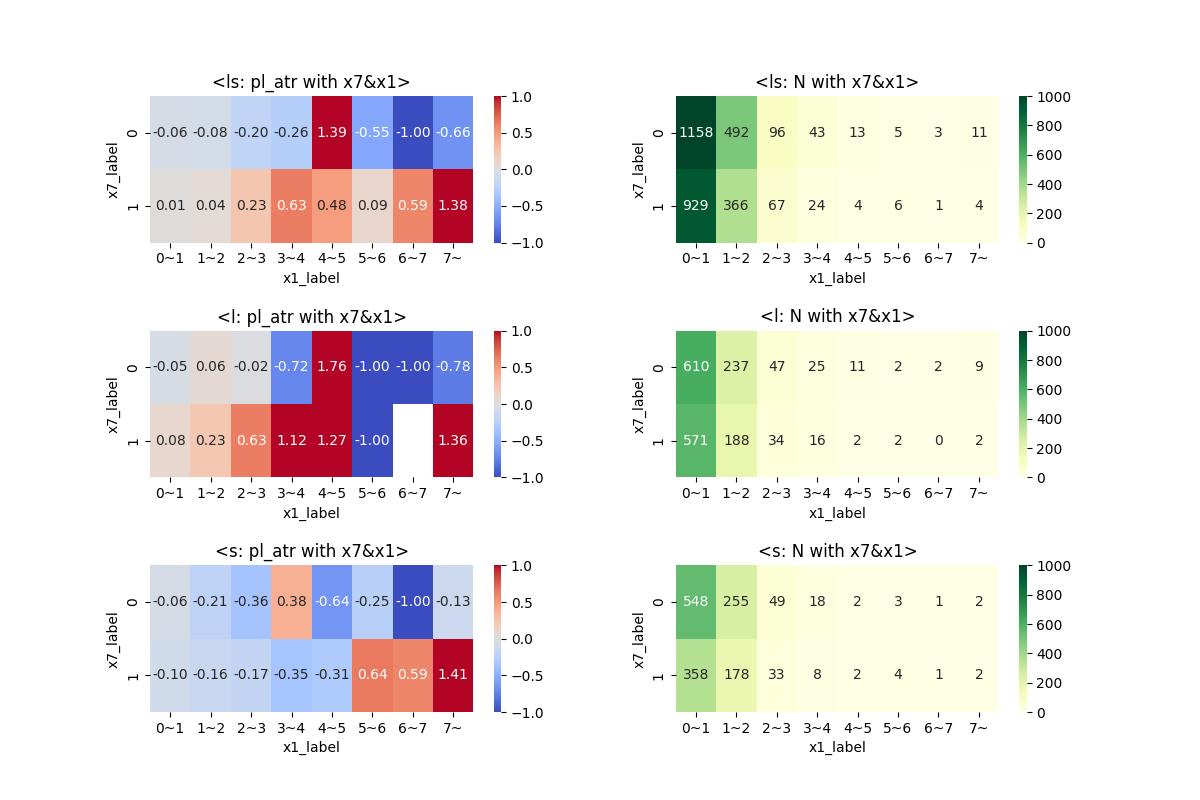 <ls: pl_atr with x7&x1>
x7_label
0 -0.06 -0.08 -0.20 -0.26 1.39 -0.55 -1.00 -0.66
1 0.01 0.04 0.23 0.63 0.48 0.09 0.59 1.38
0~1 1~2 2~3 3~4 4~5 5~6 6~7 7~
x1_label
1.0
0.5
0.0
−0.5
−1.0
<ls: N with x7&x1>
x7_label
0 1158 492 96 43 13 5 3 11
1 929 366 67 24 4 6 1 4
0~1 1~2 2~3 3~4 4~5 5~6 6~7 7~
x1_label
1000
800
600
400
200
0
<l: pl_atr with x7&x1>
x7_label
0 -0.05 0.06 -0.02 -0.72 1.76 -1.00 -1.00 -0.78
1 0.08 0.23 0.63 1.12 1.27 -1.00 1.36
0~1 1~2 2~3 3~4 4~5 5~6 6~7 7~
x1_label
1.0
0.5
0.0
−0.5
−1.0
<l: N with x7&x1>
x7_label
0 610 237 47 25 11 2 2 9
1 571 188 34 16 2 2 0 2
0~1 1~2 2~3 3~4 4~5 5~6 6~7 7~
x1_label
1000
800
600
400
200
0
<s: pl_atr with x7&x1>
x7_label
0 -0.06 -0.21 -0.36 0.38 -0.64 -0.25 -1.00 -0.13
1 -0.10 -0.16 -0.17 -0.35 -0.31 0.64 0.59 1.41
0~1 1~2 2~3 3~4 4~5 5~6 6~7 7~
x1_label
1.0
0.5
0.0
−0.5
−1.0
<s: N with x7&x1>
x7_label
0 548 255 49 18 2 3 1 2
1 358 178 33 8 2 4 1 2
0~1 1~2 2~3 3~4 4~5 5~6 6~7 7~
x1_label
1000
800
600
400
200
0